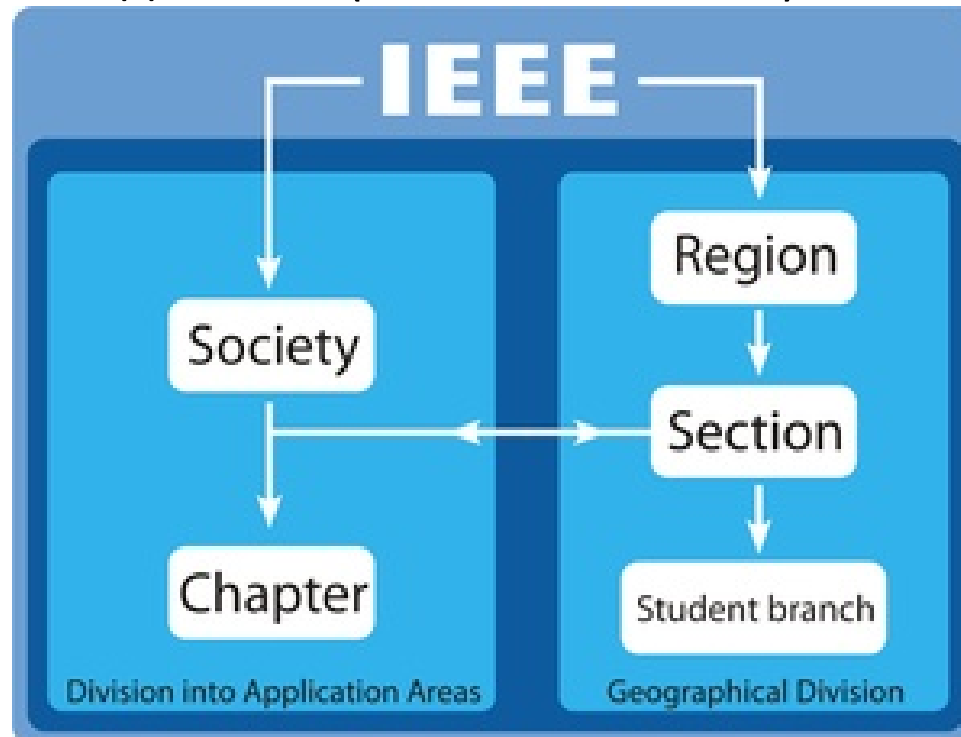 IEEE
Society
Chapter
Division into Application Areas
Region
Section
Student branch
Geographical Division